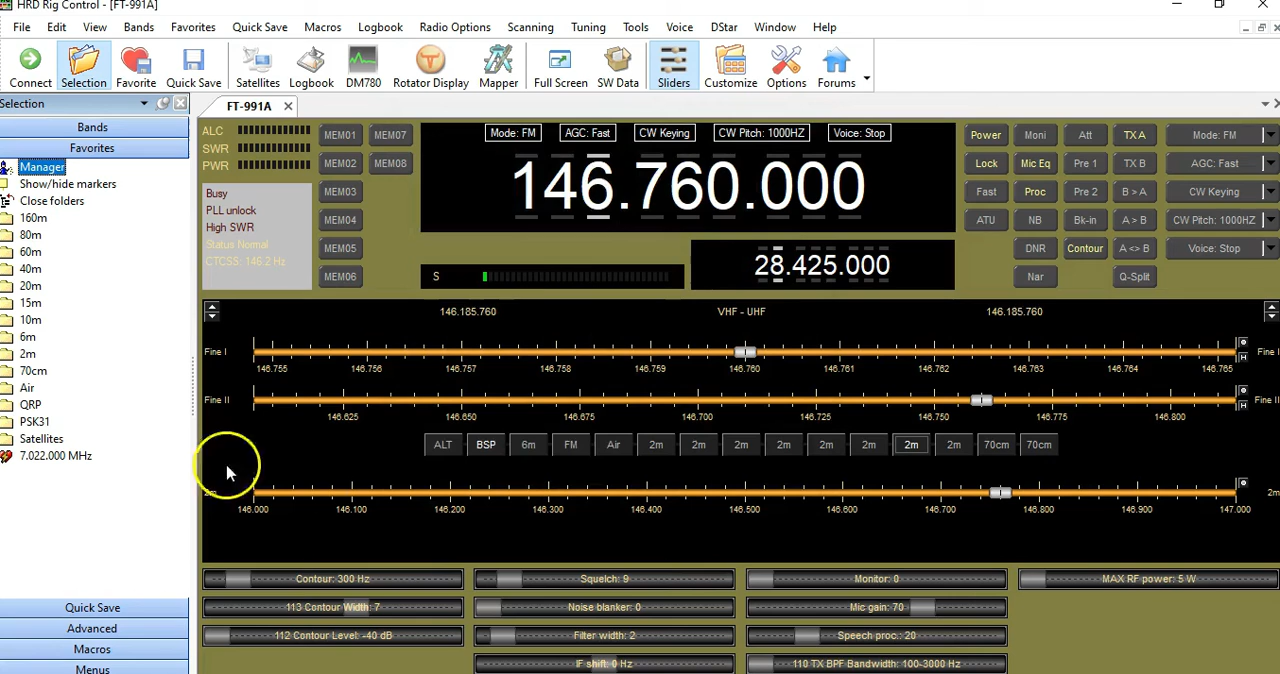 HRD Rig Control - [FT-991A]
File Edit View Bands Favorites Quick Save Macros Logbook Radio Options Scanning Tuning Tools Voice DStar Window Help
Connect Selection Favorite Quick Save Satellites Logbook DM780 Rotator Display Mapper Full Screen SW Data Sliders Customize Options Forums
Selection
Bands
Favorites
Manager
Show/hide markers
Close folders
160m
80m
60m
40m
20m
15m
10m
6m
2m
70cm
Air
QRP
PSK31
Satellites
7.022.000 MHz
Quick Save
Advanced
Macros
Menus
FT-991A
ALC
SWR
PWR
MEM01 MEM07
MEM02 MEM08
MEM03
MEM04
MEM05
MEM06
Busy
PLL unlock
High SWR
Status Normal
CTCSS: 146.2 Hz
Mode: FM AGC: Fast CW Keying CW Pitch: 1000HZ Voice: Stop
146.760.000
S
28.425.000
Power Moni Att TX A Mode: FM
Lock Mic Eq Pre 1 TX B AGC: Fast
Fast Proc Pre 2 B > A CW Keying
ATU NB Bk-in A > B CW Pitch: 1000HZ
DNR Contour A <> B Voice: Stop
Nar Q-Split
146.185.760 VHF - UHF 146.185.760
Fine I Fine I
146.755 146.756 146.757 146.758 146.759 146.760 146.761 146.762 146.763 146.764 146.765
Fine II Fine II
146.625 146.650 146.675 146.700 146.725 146.750 146.775 146.800
ALT BSP 6m FM Air 2m 2m 2m 2m 2m 2m 2m 2m 70cm 70cm
2m 2m
146.000 146.100 146.200 146.300 146.400 146.500 146.600 146.700 146.800 146.900 147.000
Contour: 300 Hz Squelch: 9 Monitor: 0 MAX RF power: 5 W
113 Contour Width: 7 Noise blanker: 0 Mic gain: 70
112 Contour Level: -40 dB Filter width: 2 Speech proc.: 20
IF shift: 0 Hz 110 TX BPF Bandwidth: 100-3000 Hz